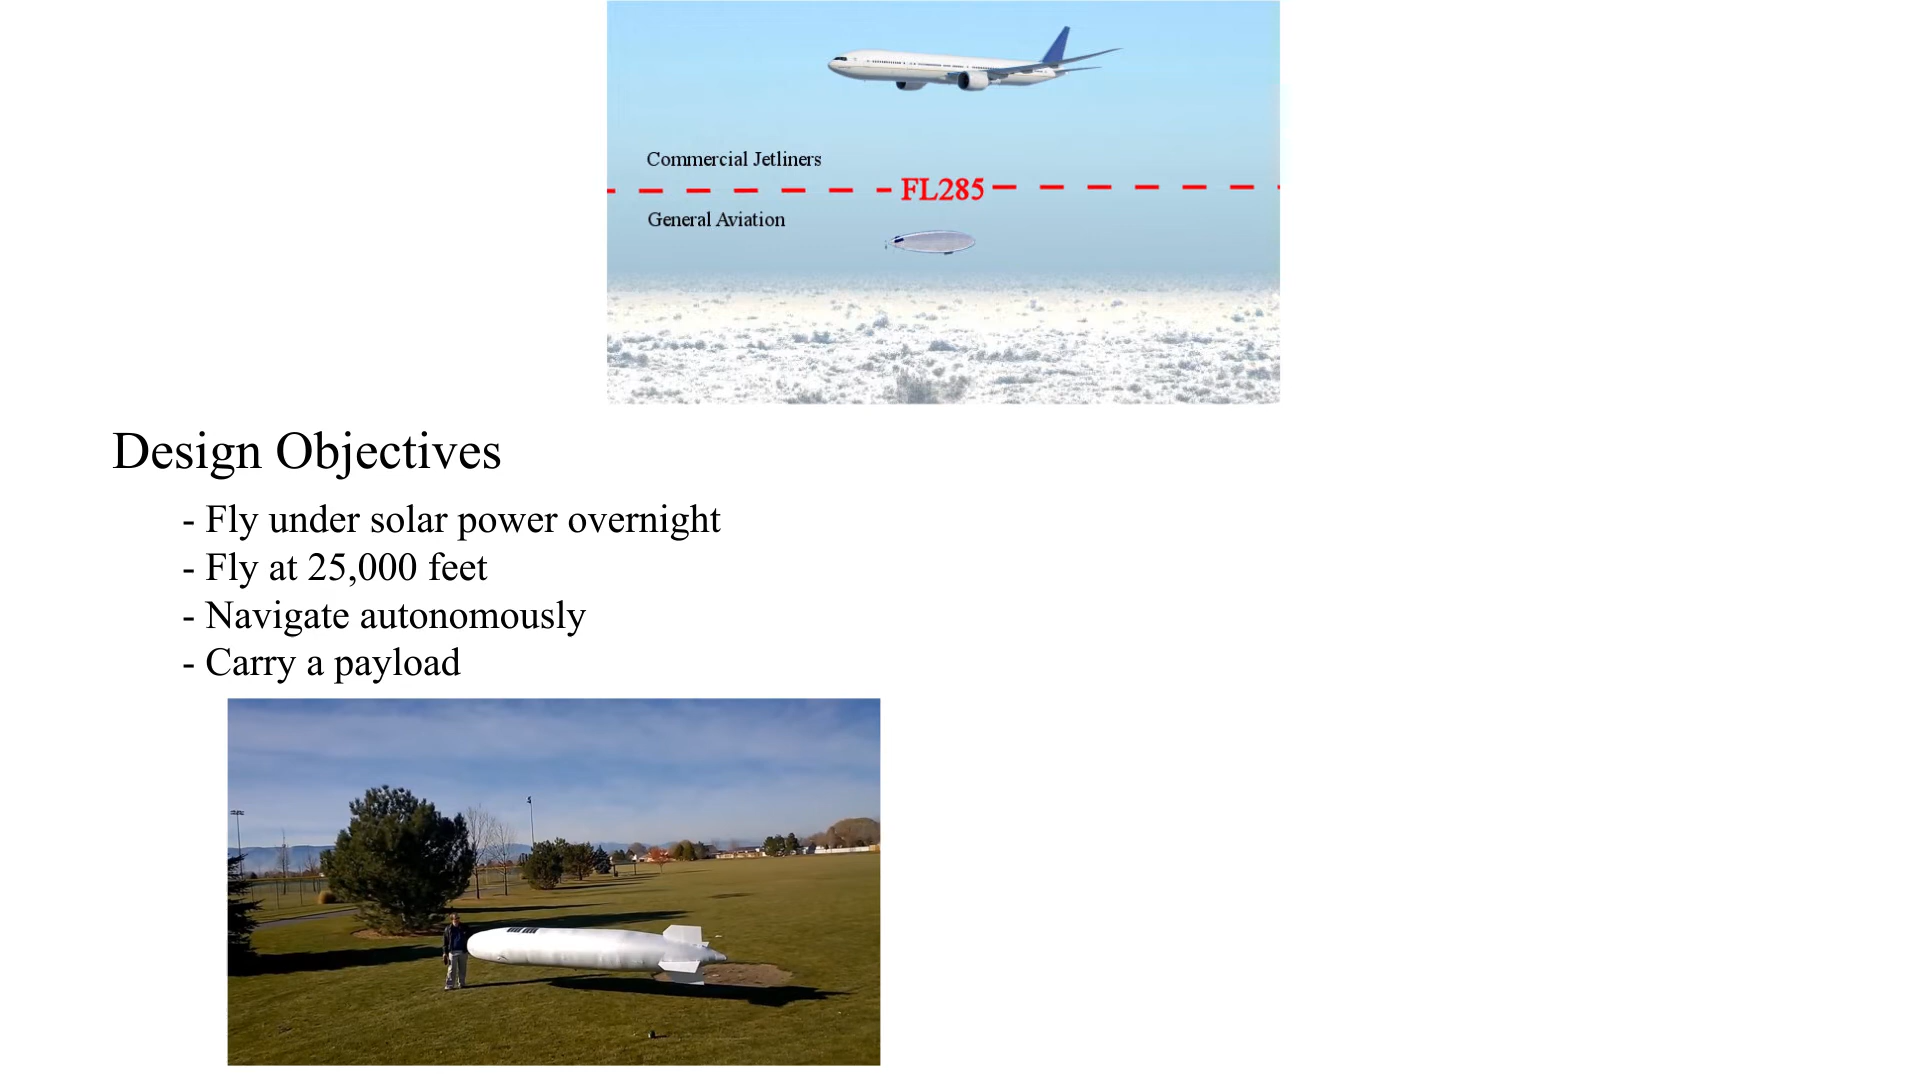 Commercial Jetliners
FL285
General Aviation
Design Objectives
- Fly under solar power overnight
- Fly at 25,000 feet
- Navigate autonomously
- Carry a payload